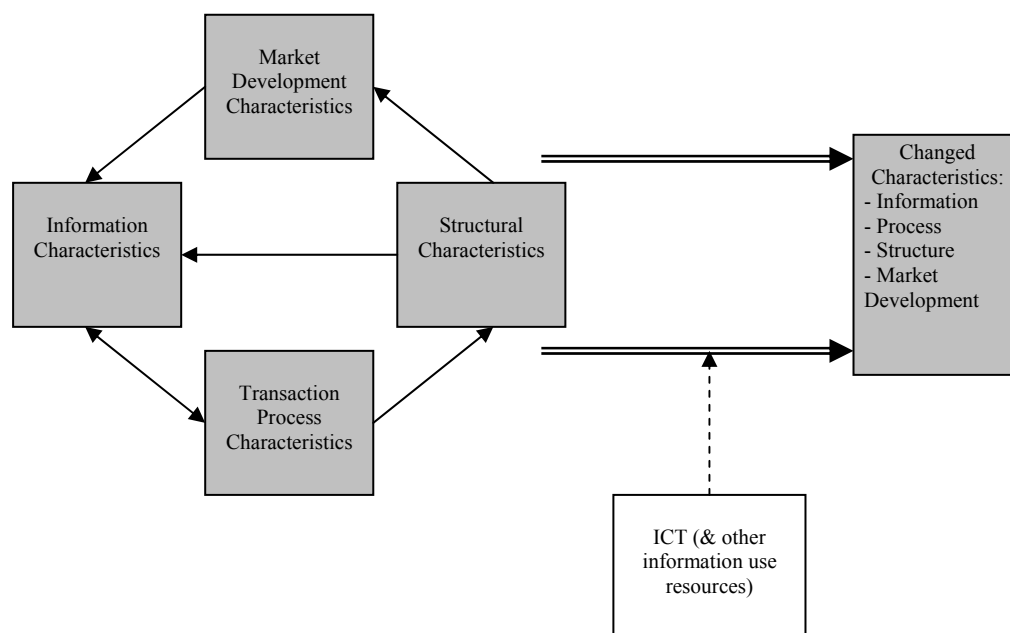 Market
Development
Characteristics
Information
Characteristics
Structural
Characteristics
Transaction
Process
Characteristics
Changed
Characteristics:
- Information
- Process
- Structure
- Market
Development
ICT (& other
information use
resources)